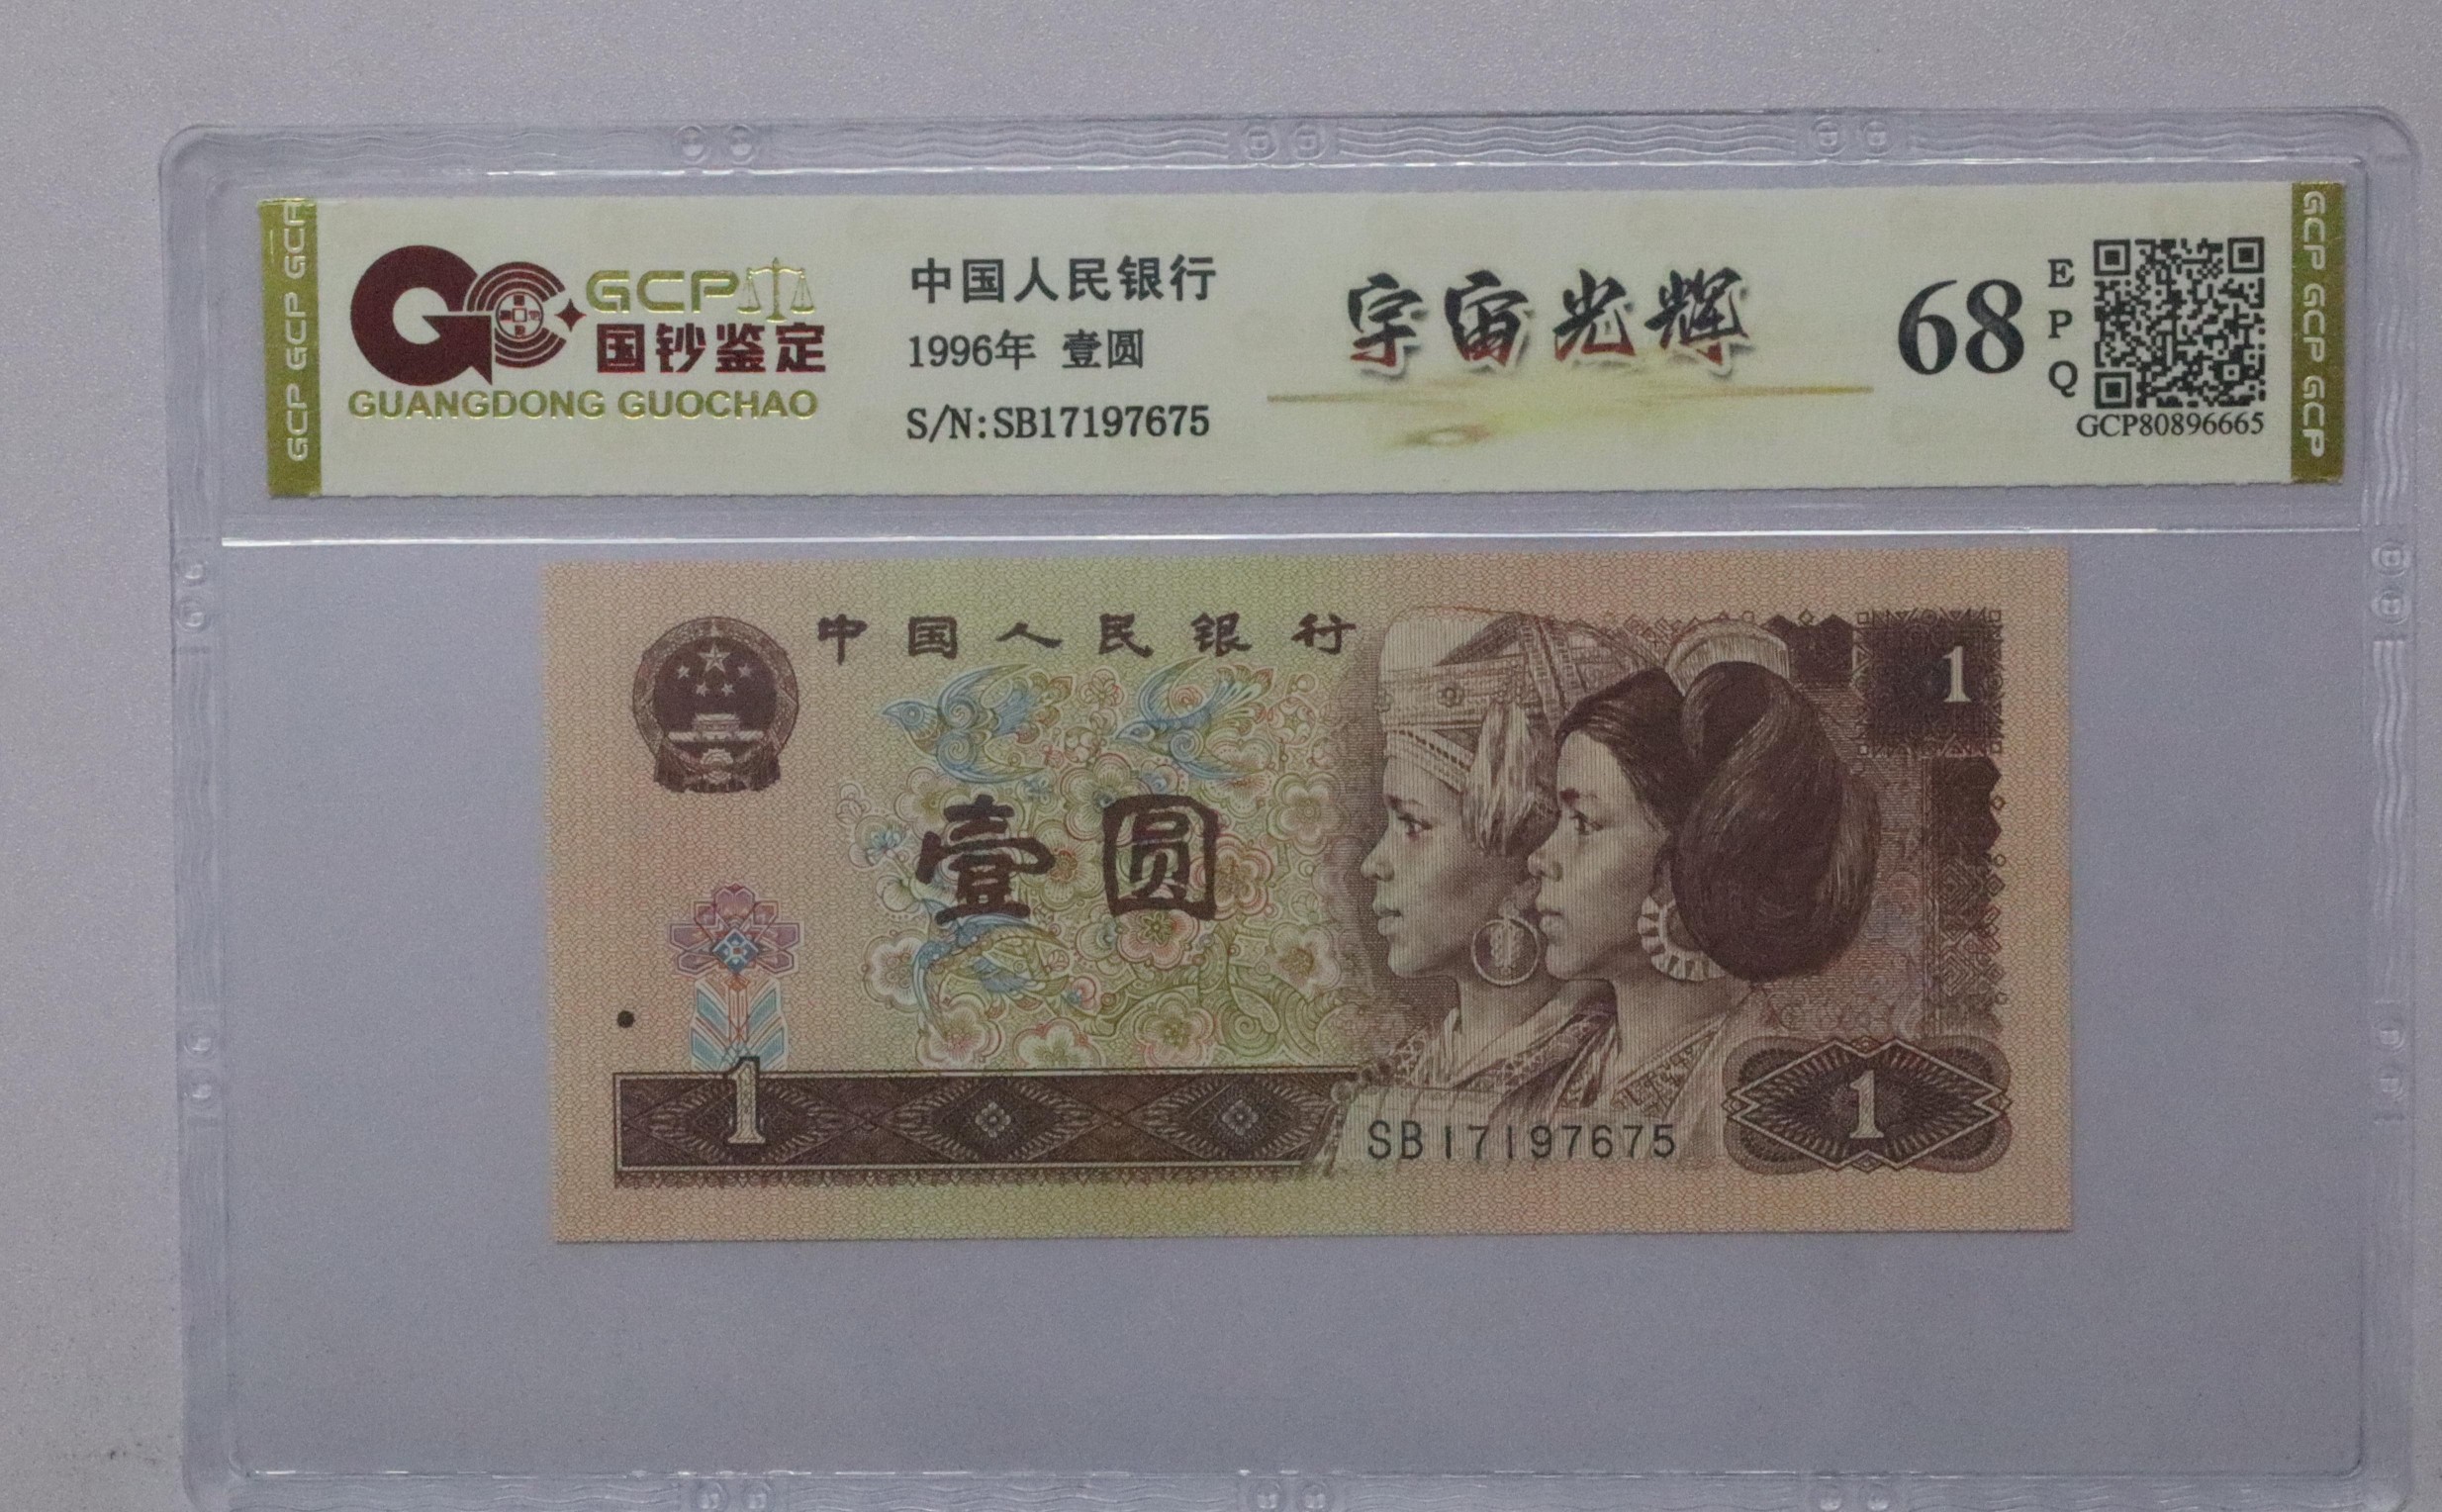 GCP GCP GCP
GCP
国钞鉴定
GUANGDONG GUOCHAO
中国人民银行
1996年 壹圆
S/N:SB17197675
宇宙光辉
68
E
P
Q
GCP80896665
GCP GCP GCP GCP
中国人民银行
1
壹圆
1
SB17197675
1